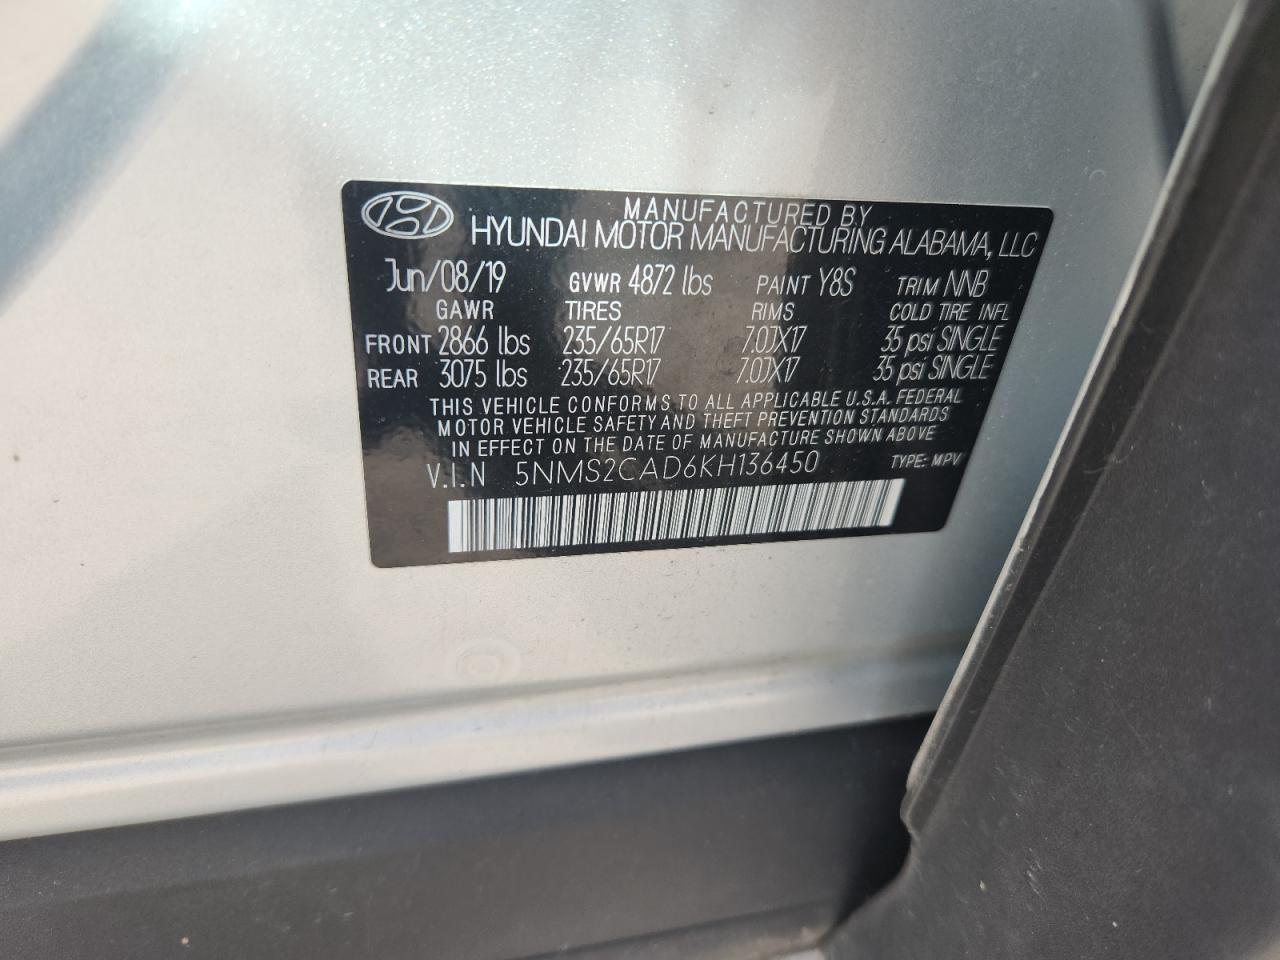 MANUFACTURED BY
HYUNDAI MOTOR MANUFACTURING ALABAMA, LLC
Jun/08/19 GVWR 4872 lbs PAINT Y8S TRIM NNB
GAWR TIRES RIMS COLD TIRE INFL
FRONT 2866 lbs 235/65R17 7.0JX17 35 psi SINGLE
REAR 3075 lbs 235/65R17 7.0JX17 35 psi SINGLE
THIS VEHICLE CONFORMS TO ALL APPLICABLE U.S.A. FEDERAL
MOTOR VEHICLE SAFETY AND THEFT PREVENTION STANDARDS
IN EFFECT ON THE DATE OF MANUFACTURE SHOWN ABOVE
V.I.N 5NMS2CAD6KH136450 TYPE: MPV